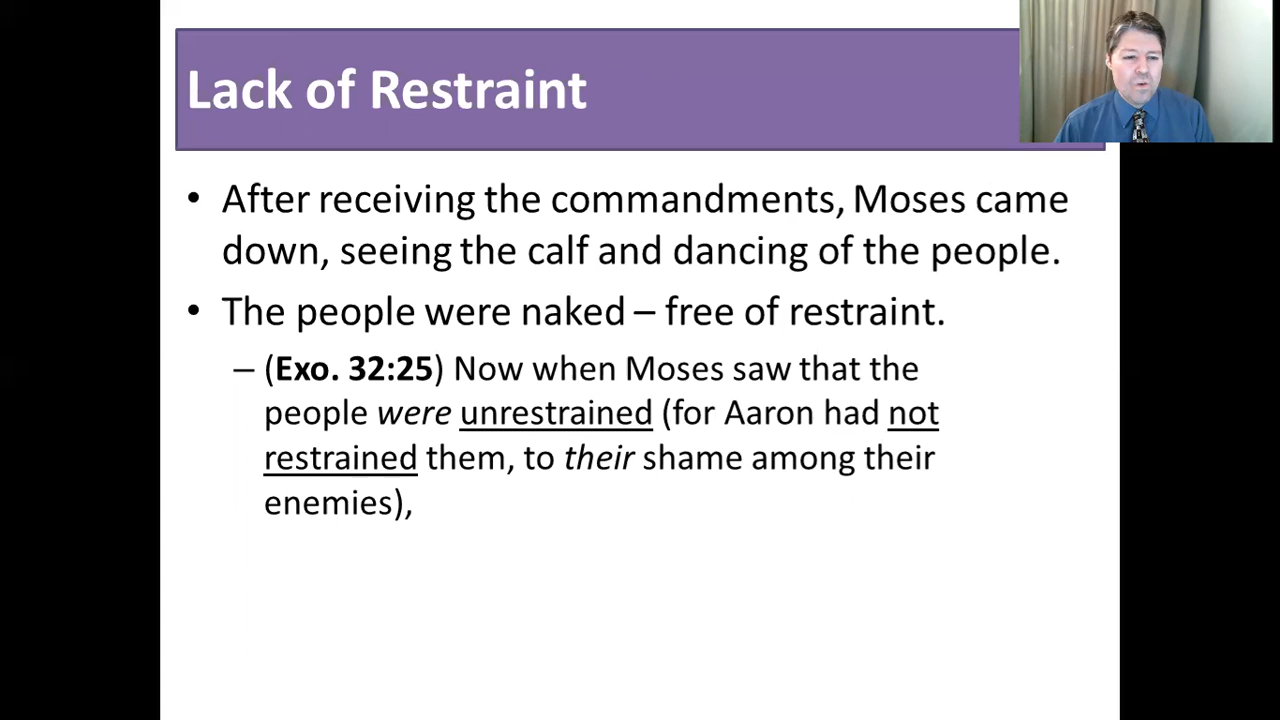 Lack of Restraint
• After receiving the commandments, Moses came
down, seeing the calf and dancing of the people.
• The people were naked – free of restraint.
– (Exo. 32:25) Now when Moses saw that the
people were unrestrained (for Aaron had not
restrained them, to their shame among their
enemies),